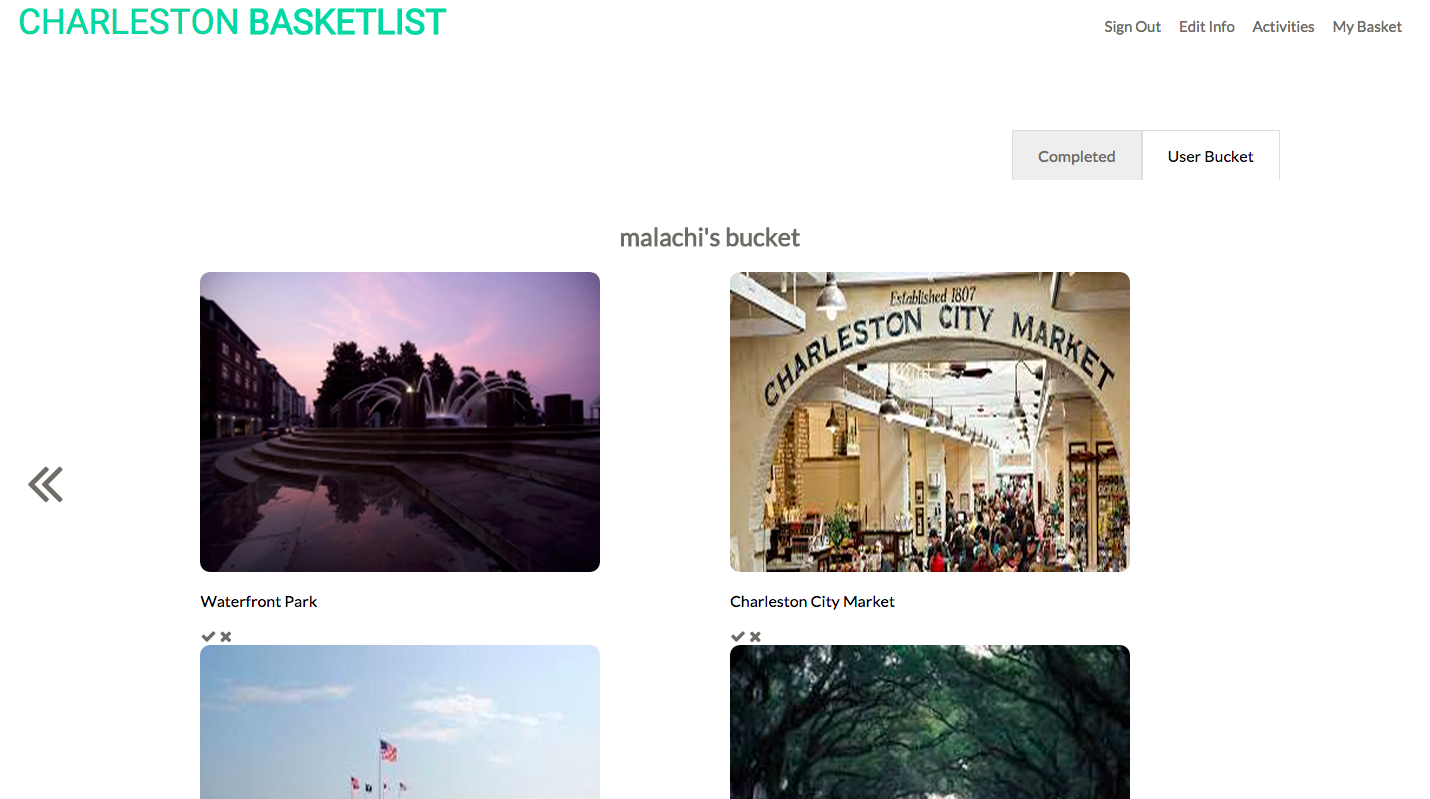 CHARLESTON BASKETLIST
Sign Out Edit Info Activities My Basket
Completed User Bucket
malachi's bucket
Established 1807
CHARLESTON CITY MARKET
Waterfront Park Charleston City Market